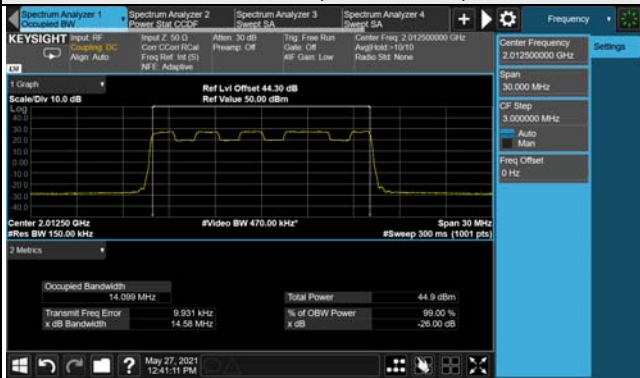 Spectrum Analyzer 1
Occupied BW
Spectrum Analyzer 2
Power Stat CCDF
Spectrum Analyzer 3
Swept SA
Spectrum Analyzer 4
Swept SA
Frequency
KEYSIGHT
Input: RF
Coupling: DC
Align: Auto
Input Z: 50 Ω
Corr CCorr RCal
Freq Ref: Int (S)
NFE: Adaptive
Atten: 30 dB
Preamp: Off
Trig: Free Run
Gate: Off
#IF Gain: Low
Center Freq: 2.012500000 GHz
Avg|Hold:>10/10
Radio Std: None
Center Frequency
2.012500000 GHz
Settings
Span
30.000 MHz
CF Step
3.000000 MHz
Auto
Man
Freq Offset
0 Hz
1 Graph
Scale/Div 10.0 dB
Ref Lvl Offset 44.30 dB
Ref Value 50.00 dBm
Log
40.0
30.0
20.0
10.0
0.00
-10.0
-20.0
-30.0
-40.0
Center 2.01250 GHz
#Res BW 150.00 kHz
#Video BW 470.00 kHz*
Span 30 MHz
#Sweep 300 ms (1001 pts)
2 Metrics
Occupied Bandwidth
14.099 MHz
Total Power 44.9 dBm
Transmit Freq Error 9.931 kHz
% of OBW Power 99.00 %
x dB Bandwidth 14.58 MHz
x dB -26.00 dB
May 27, 2021
12:41:11 PM